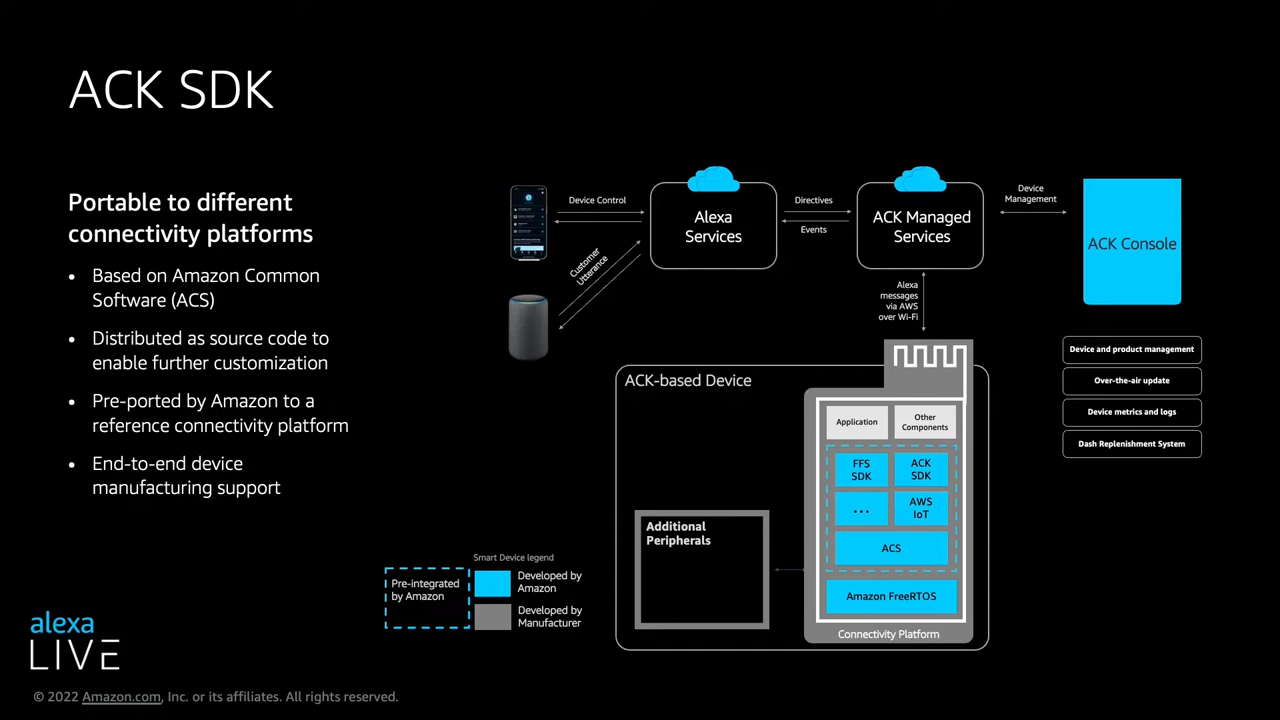 ACK SDK
Portable to different
connectivity platforms
• Based on Amazon Common
Software (ACS)
• Distributed as source code to
enable further customization
• Pre-ported by Amazon to a
reference connectivity platform
• End-to-end device
manufacturing support
Device Control
Customer
Utterance
Alexa
Services
Directives
Events
ACK Managed
Services
Device
Management
ACK Console
Alexa
messages
via AWS
over Wi-Fi
Device and product management
Over-the-air update
Device metrics and logs
Dash Replenishment System
ACK-based Device
Application
Other
Components
FFS
SDK
ACK
SDK
...
AWS
IoT
ACS
Amazon FreeRTOS
Connectivity Platform
Additional
Peripherals
Smart Device legend
Pre-integrated
by Amazon
Developed by
Amazon
Developed by
Manufacturer
alexa
LIVE
© 2022 Amazon.com, Inc. or its affiliates. All rights reserved.